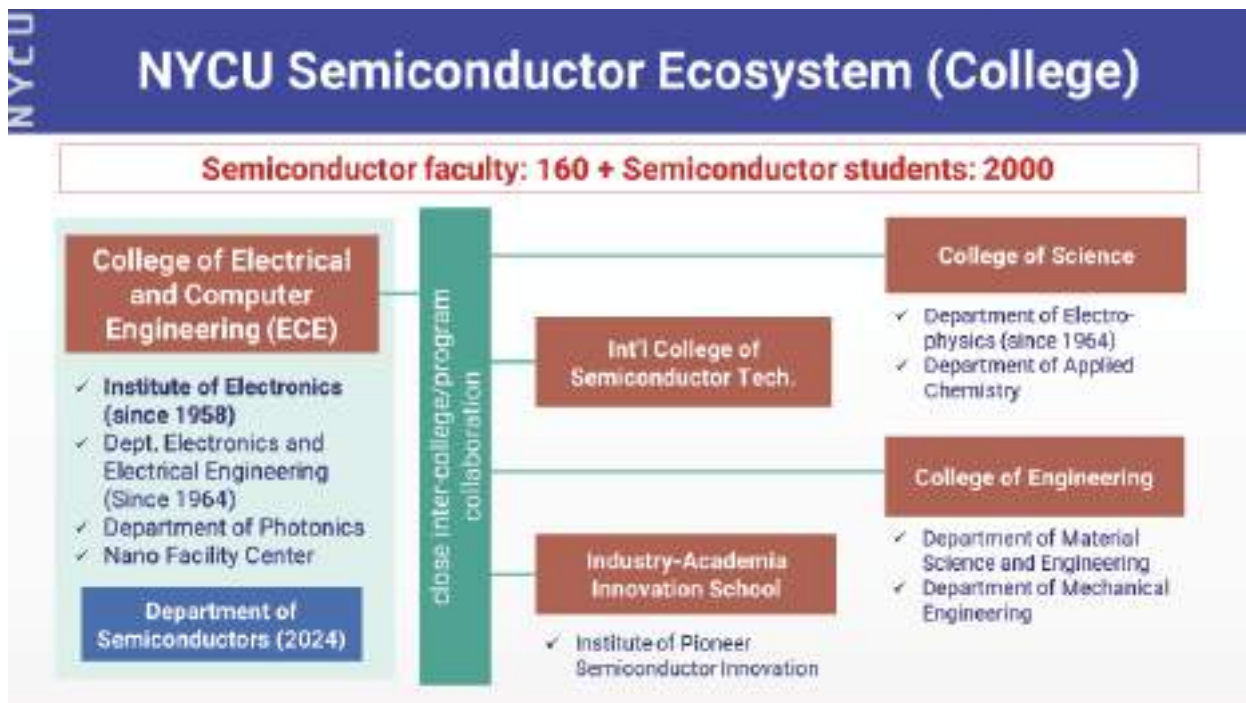 NYCU
NYCU Semiconductor Ecosystem (College)
Semiconductor faculty: 160 + Semiconductor students: 2000
College of Electrical
and Computer
Engineering (ECE)
✓ Institute of Electronics
(since 1958)
✓ Dept. Electronics and
Electrical Engineering
(Since 1964)
✓ Department of Photonics
✓ Nano Facility Center
Department of
Semiconductors (2024)
close inter-college/program
collaboration
Int'l College of
Semiconductor Tech.
Industry-Academia
Innovation School
✓ Institute of Pioneer
Semiconductor Innovation
College of Science
✓ Department of Electro-
physics (since 1964)
✓ Department of Applied
Chemistry
College of Engineering
✓ Department of Material
Science and Engineering
✓ Department of Mechanical
Engineering